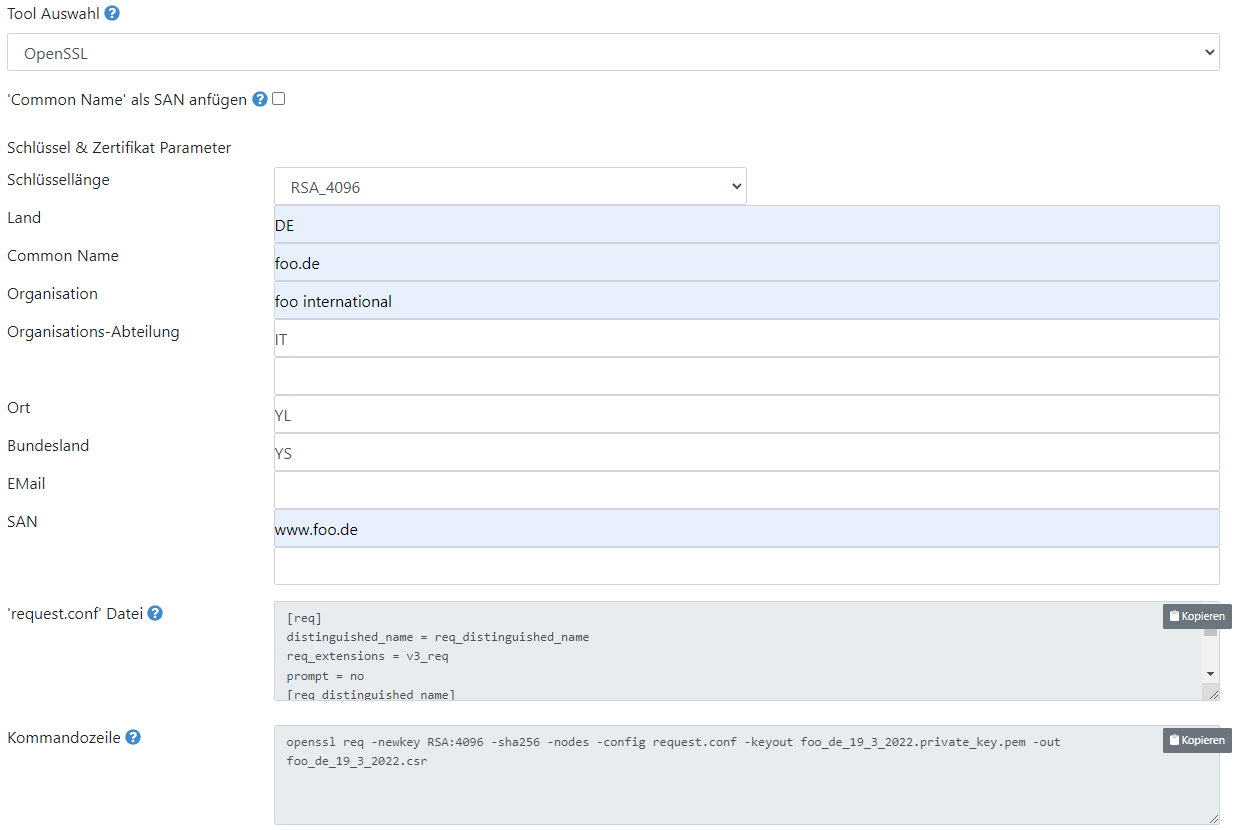 Tool Auswahl ?
OpenSSL
'Common Name' als SAN anfügen ?
Schlüssel & Zertifikat Parameter
Schlüssellänge RSA_4096
Land DE
Common Name foo.de
Organisation foo international
Organisations-Abteilung IT
Ort YL
Bundesland YS
EMail
SAN www.foo.de
'request.conf' Datei ?
[req]
distinguished_name = req_distinguished_name
req_extensions = v3_req
prompt = no
[req_distinguished_name]
Kopieren
Kommandozeile ?
openssl req -newkey RSA:4096 -sha256 -nodes -config request.conf -keyout foo_de_19_3_2022.private_key.pem -out
foo_de_19_3_2022.csr
Kopieren